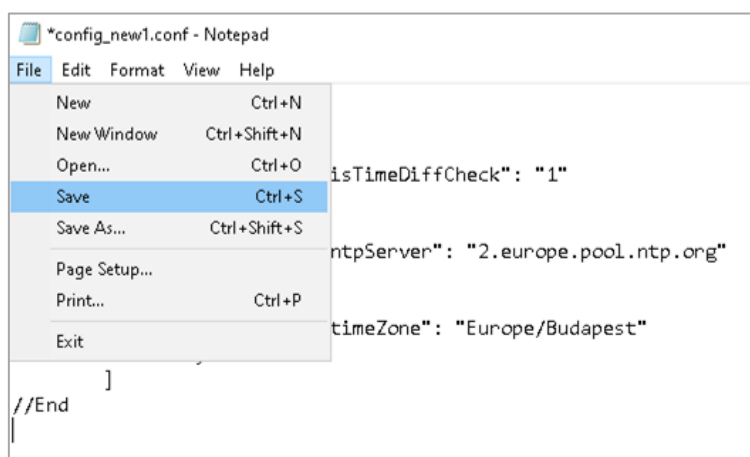 *config_new1.conf - Notepad
File Edit Format View Help
New Ctrl+N
New Window Ctrl+Shift+N
Open... Ctrl+O
isTimeDiffCheck": "1"
Save Ctrl+S
Save As... Ctrl+Shift+S
ntpServer": "2.europe.pool.ntp.org"
Page Setup...
Print... Ctrl+P
timeZone": "Europe/Budapest"
Exit
]
//End